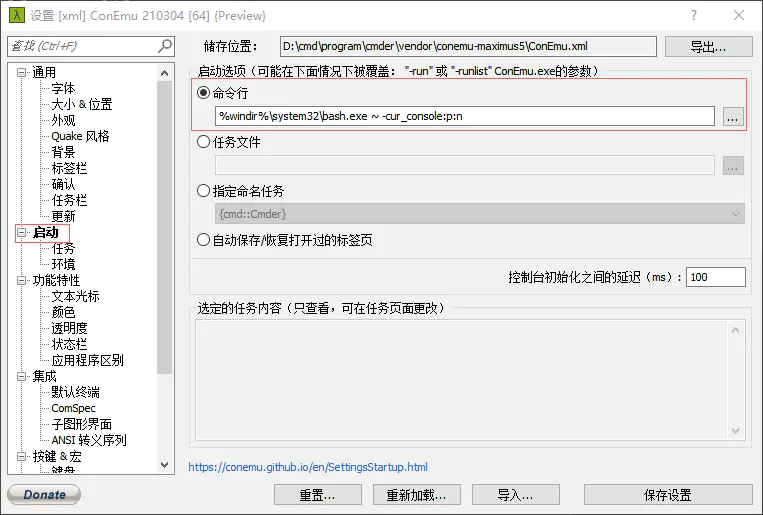 设置 [xml] ConEmu 210304 [64] {Preview}
查找 (Ctrl+F)
储存位置：
D:\cmd\program\cmder\vendor\conemu-maximus5\ConEmu.xml
导出...
通用
字体
大小 & 位置
外观
Quake 风格
背景
标签栏
确认
任务栏
更新
启动
任务
环境
功能特性
文本光标
颜色
透明度
状态栏
应用程序区别
集成
默认终端
ComSpec
子图形界面
ANSI 转义序列
按键 & 宏
键盘
启动选项（可能在下面情况下被覆盖： "-run" 或 "-runlist" ConEmu.exe的参数）
命令行
%windir%\system32\bash.exe ~ -cur_console:p:n
...
任务文件
...
指定命名任务
{cmd::Cmder}
自动保存/恢复打开过的标签页
控制台初始化之间的延迟（ms）:
100
选定的任务内容（只查看，可在任务页面更改）
https://conemu.github.io/en/SettingsStartup.html
Donate
重置...
重新加载...
导入...
保存设置